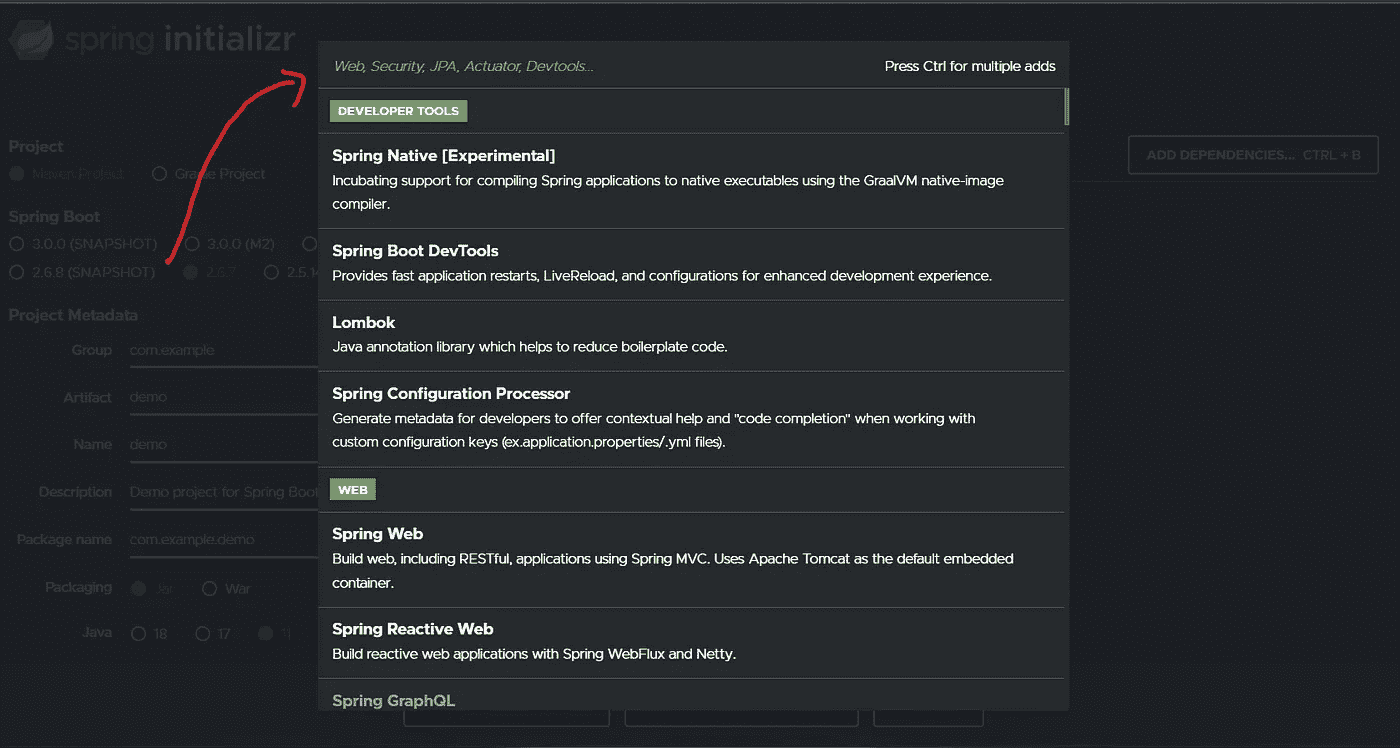 spring initializr
Web, Security, JPA, Actuator, Devtools...
Press Ctrl for multiple adds
DEVELOPER TOOLS
Spring Native [Experimental]
Incubating support for compiling Spring applications to native executables using the GraalVM native-image
compiler.
Spring Boot DevTools
Provides fast application restarts, LiveReload, and configurations for enhanced development experience.
Lombok
Java annotation library which helps to reduce boilerplate code.
Spring Configuration Processor
Generate metadata for developers to offer contextual help and "code completion" when working with
custom configuration keys (ex.application.properties/.yml files).
WEB
Spring Web
Build web, including RESTful, applications using Spring MVC. Uses Apache Tomcat as the default embedded
container.
Spring Reactive Web
Build reactive web applications with Spring WebFlux and Netty.
Spring GraphQL
ADD DEPENDENCIES... CTRL + B
Project
Maven Project
Gradle Project
Spring Boot
3.0.0 (SNAPSHOT)
3.0.0 (M2)
2.6.8 (SNAPSHOT)
2.6.7
2.5.14
Project Metadata
Group com.example
Artifact demo
Name demo
Description Demo project for Spring Boot
Package name com.example.demo
Packaging Jar War
Java 18 17